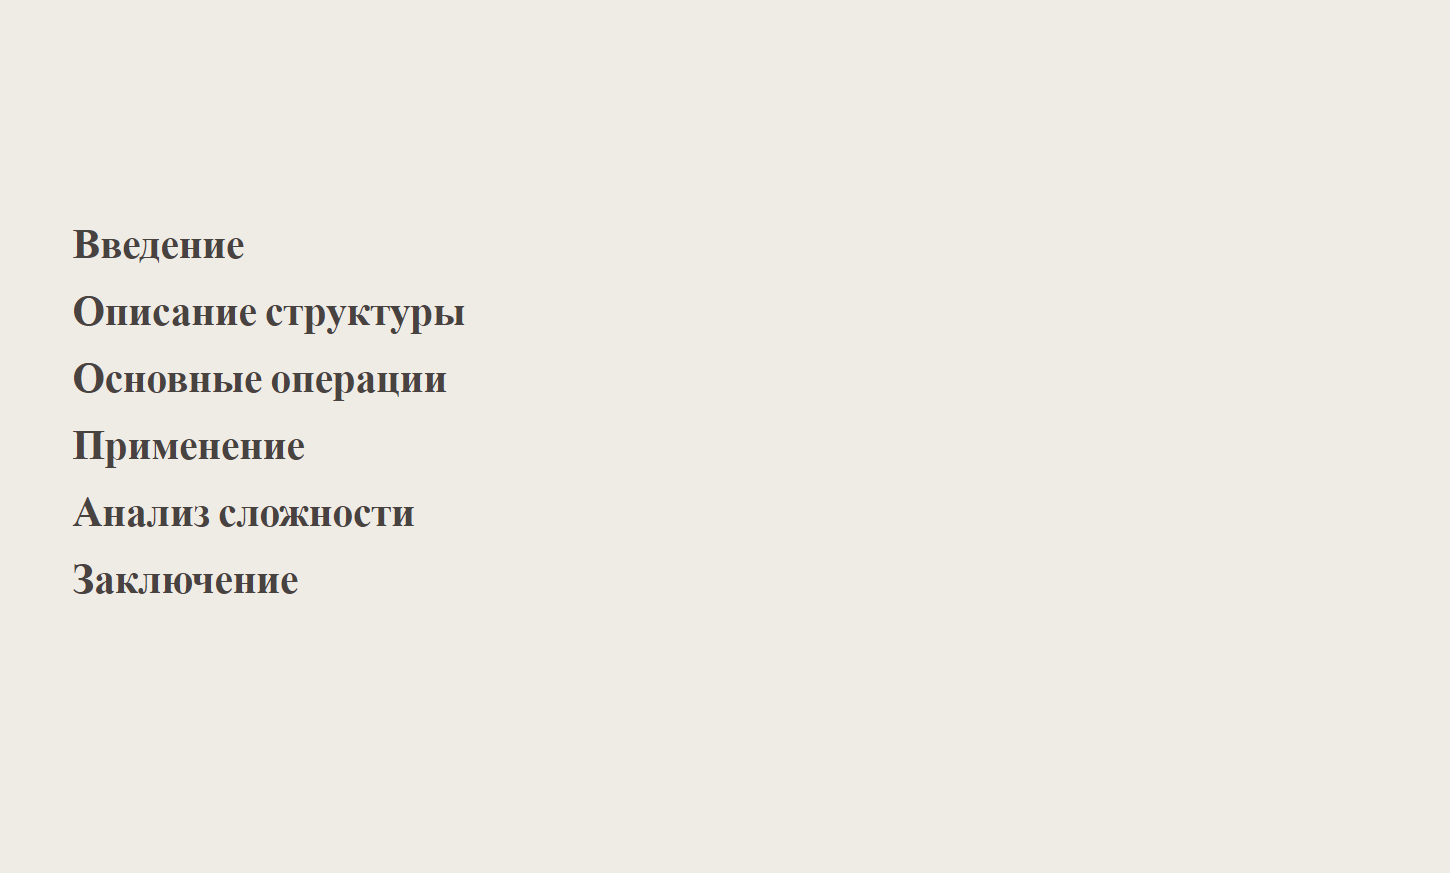 Введение
Описание структуры
Основные операции
Применение
Анализ сложности
Заключение